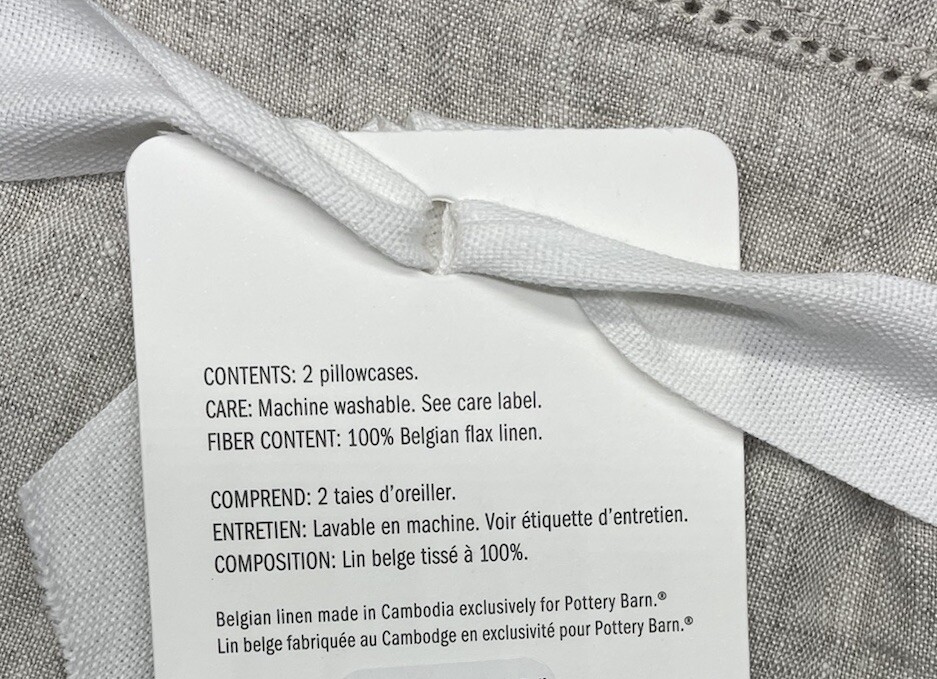 CONTENTS: 2 pillowcases.
CARE: Machine washable. See care label.
FIBER CONTENT: 100% Belgian flax linen.
COMPREND: 2 taies d'oreiller.
ENTRETIEN: Lavable en machine. Voir étiquette d'entretien.
COMPOSITION: Lin belge tissé à 100%.
Belgian linen made in Cambodia exclusively for Pottery Barn.®
Lin belge fabriquée au Cambodge en exclusivité pour Pottery Barn.®